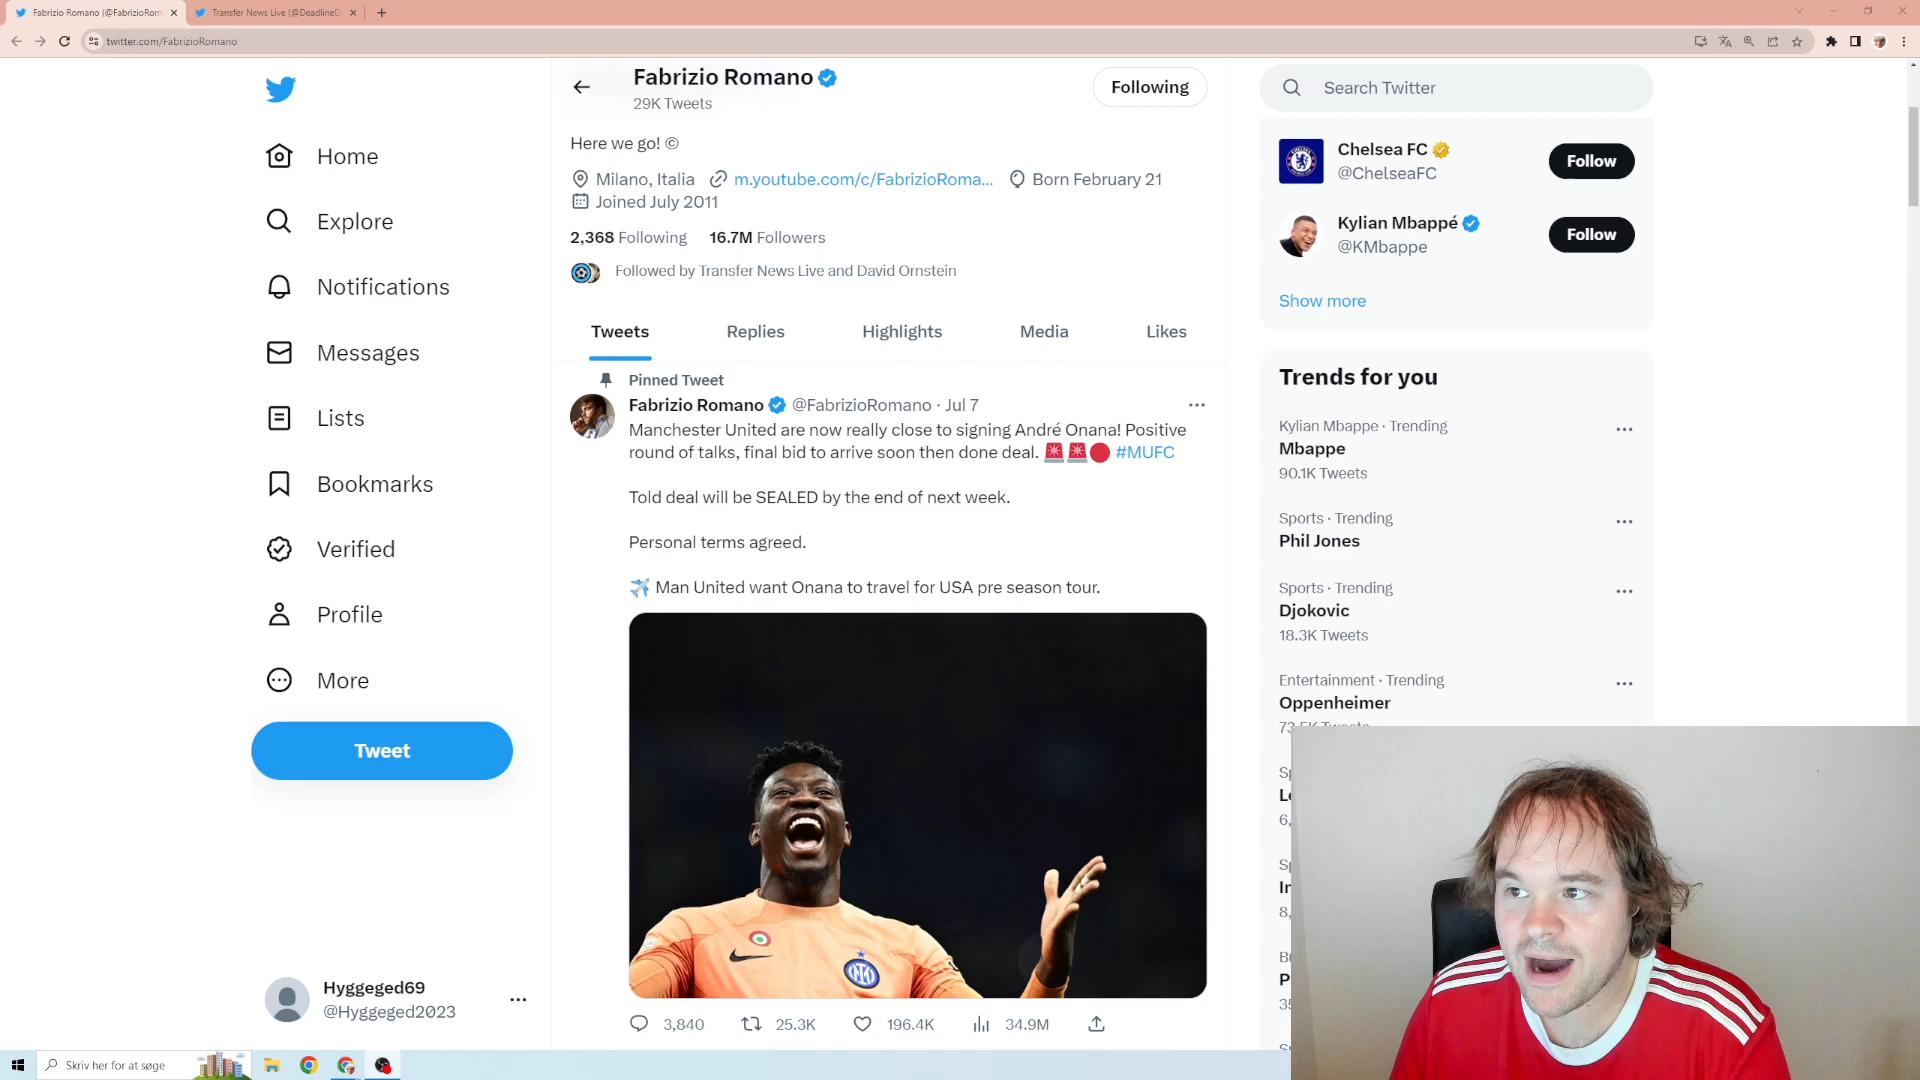 Fabrizio Romano (@FabrizioRom
Transfer News Live (@DeadlineD
twitter.com/FabrizioRomano
Home
Explore
Notifications
Messages
Lists
Bookmarks
Verified
Profile
More
Tweet
Hyggeged69
@Hyggeged2023
Fabrizio Romano
29K Tweets
Following
Here we go! ©
Milano, Italia m.youtube.com/c/FabrizioRoma... Born February 21
Joined July 2011
2,368 Following 16.7M Followers
Followed by Transfer News Live and David Ornstein
Tweets Replies Highlights Media Likes
Pinned Tweet
Fabrizio Romano @FabrizioRomano · Jul 7
Manchester United are now really close to signing André Onana! Positive
round of talks, final bid to arrive soon then done deal. 🚨🚨🔴 #MUFC
Told deal will be SEALED by the end of next week.
Personal terms agreed.
✈️ Man United want Onana to travel for USA pre season tour.
3,840 25.3K 196.4K 34.9M
Search Twitter
Chelsea FC
@ChelseaFC
Follow
Kylian Mbappé
@KMbappe
Follow
Show more
Trends for you
Kylian Mbappe · Trending
Mbappe
90.1K Tweets
Sports · Trending
Phil Jones
Sports · Trending
Djokovic
18.3K Tweets
Entertainment · Trending
Oppenheimer
Skriv her for at søge